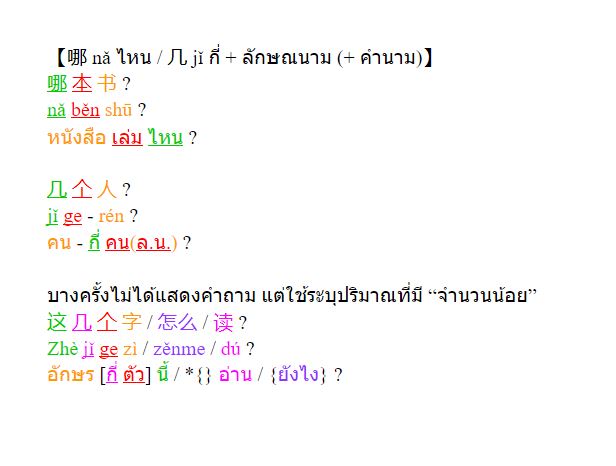 【哪 nǎ ไหน / 几 jǐ กี่ + ลักษณนาม (+ คำนาม)】
哪 本 书 ?
nǎ běn shū ?
หนังสือ เล่ม ไหน ?
几 个 人 ?
jǐ ge - rén ?
คน - กี่ คน(ล.น.) ?
บางครั้งไม่ได้แสดงคำถาม แต่ใช้ระบุปริมาณที่มี “จำนวนน้อย”
这 几 个 字 / 怎么 / 读 ?
Zhè jǐ ge zì / zěnme / dú ?
อักษร [กี่ ตัว] นี้ / *{} อ่าน / {ยังไง} ?